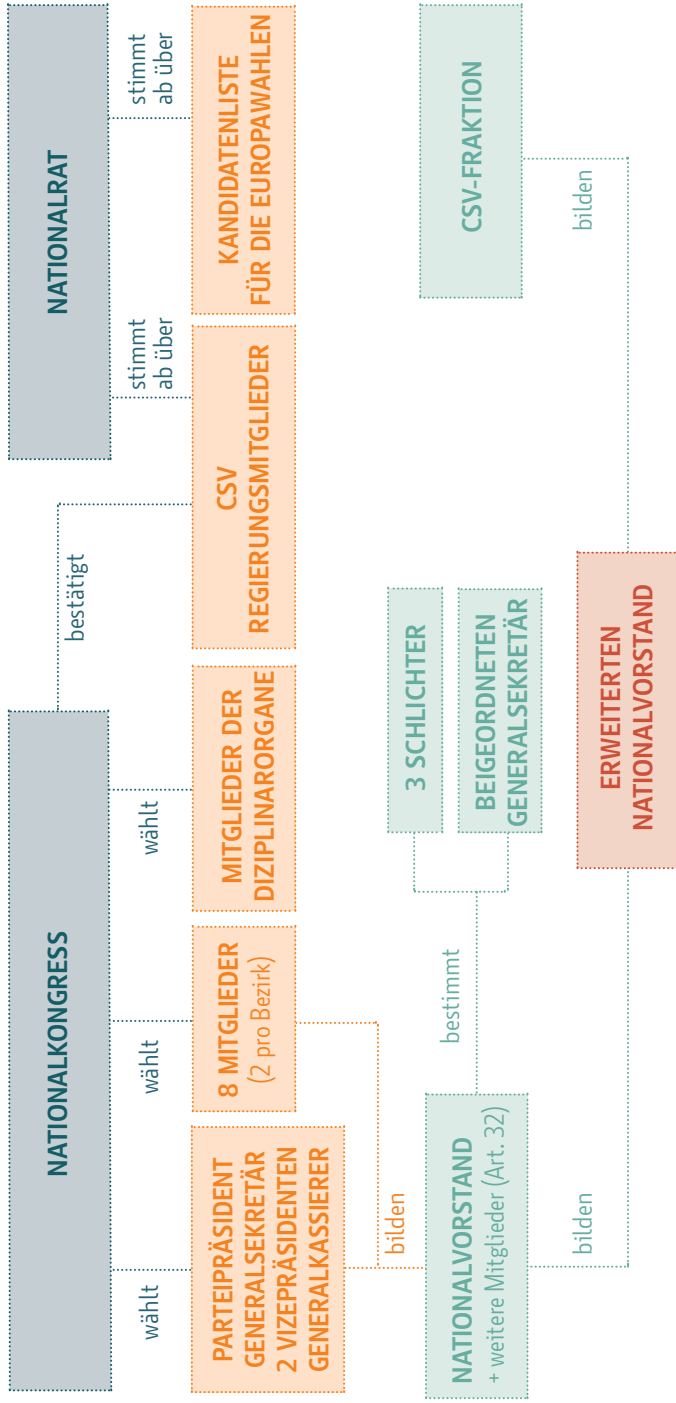 NATIONALKONGRESS
NATIONALRAT
wählt
wählt
wählt
bestätigt
stimmt
ab über
stimmt
ab über
PARTEIPRÄSIDENT
GENERALSEKRETÄR
2 VIZEPRÄSIDENTEN
GENERALKASSIERER
8 MITGLIEDER
(2 pro Bezirk)
MITGLIEDER DER
DIZIPLINARORGANE
CSV
REGIERUNGSMITGLIEDER
KANDIDATENLISTE
FÜR DIE EUROPAWAHLEN
bilden
NATIONALVORSTAND
+ weitere Mitglieder (Art. 32)
bestimmt
3 SCHLICHTER
BEIGEORDNETEN
GENERALSEKRETÄR
CSV-FRAKTION
bilden
bilden
ERWEITERTEN
NATIONALVORSTAND